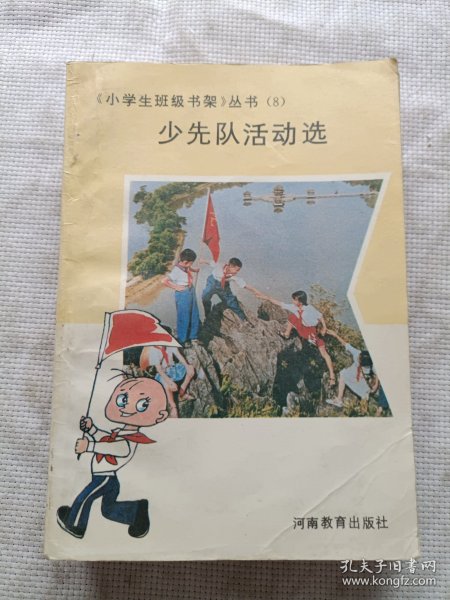 《小学生班级书架》丛书（8）
少先队活动选
河南教育出版社
孔夫子旧书网
www.kongfz.com